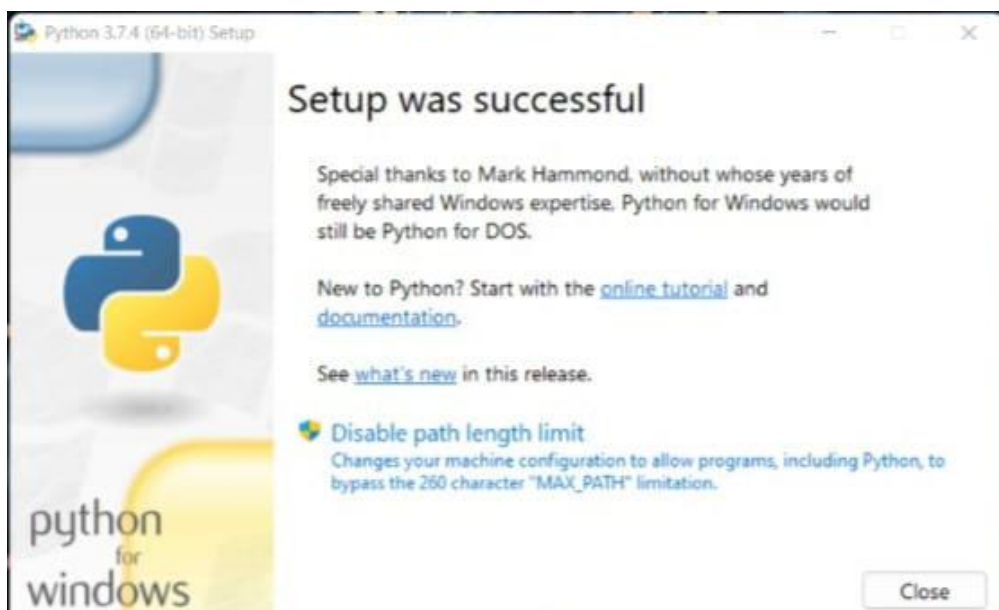 Python 3.7.4 (64-bit) Setup
Setup was successful
Special thanks to Mark Hammond, without whose years of
freely shared Windows expertise, Python for Windows would
still be Python for DOS.
New to Python? Start with the online tutorial and
documentation.
See what's new in this release.
Disable path length limit
Changes your machine configuration to allow programs, including Python, to
bypass the 260 character "MAX_PATH" limitation.
python
for
windows
Close